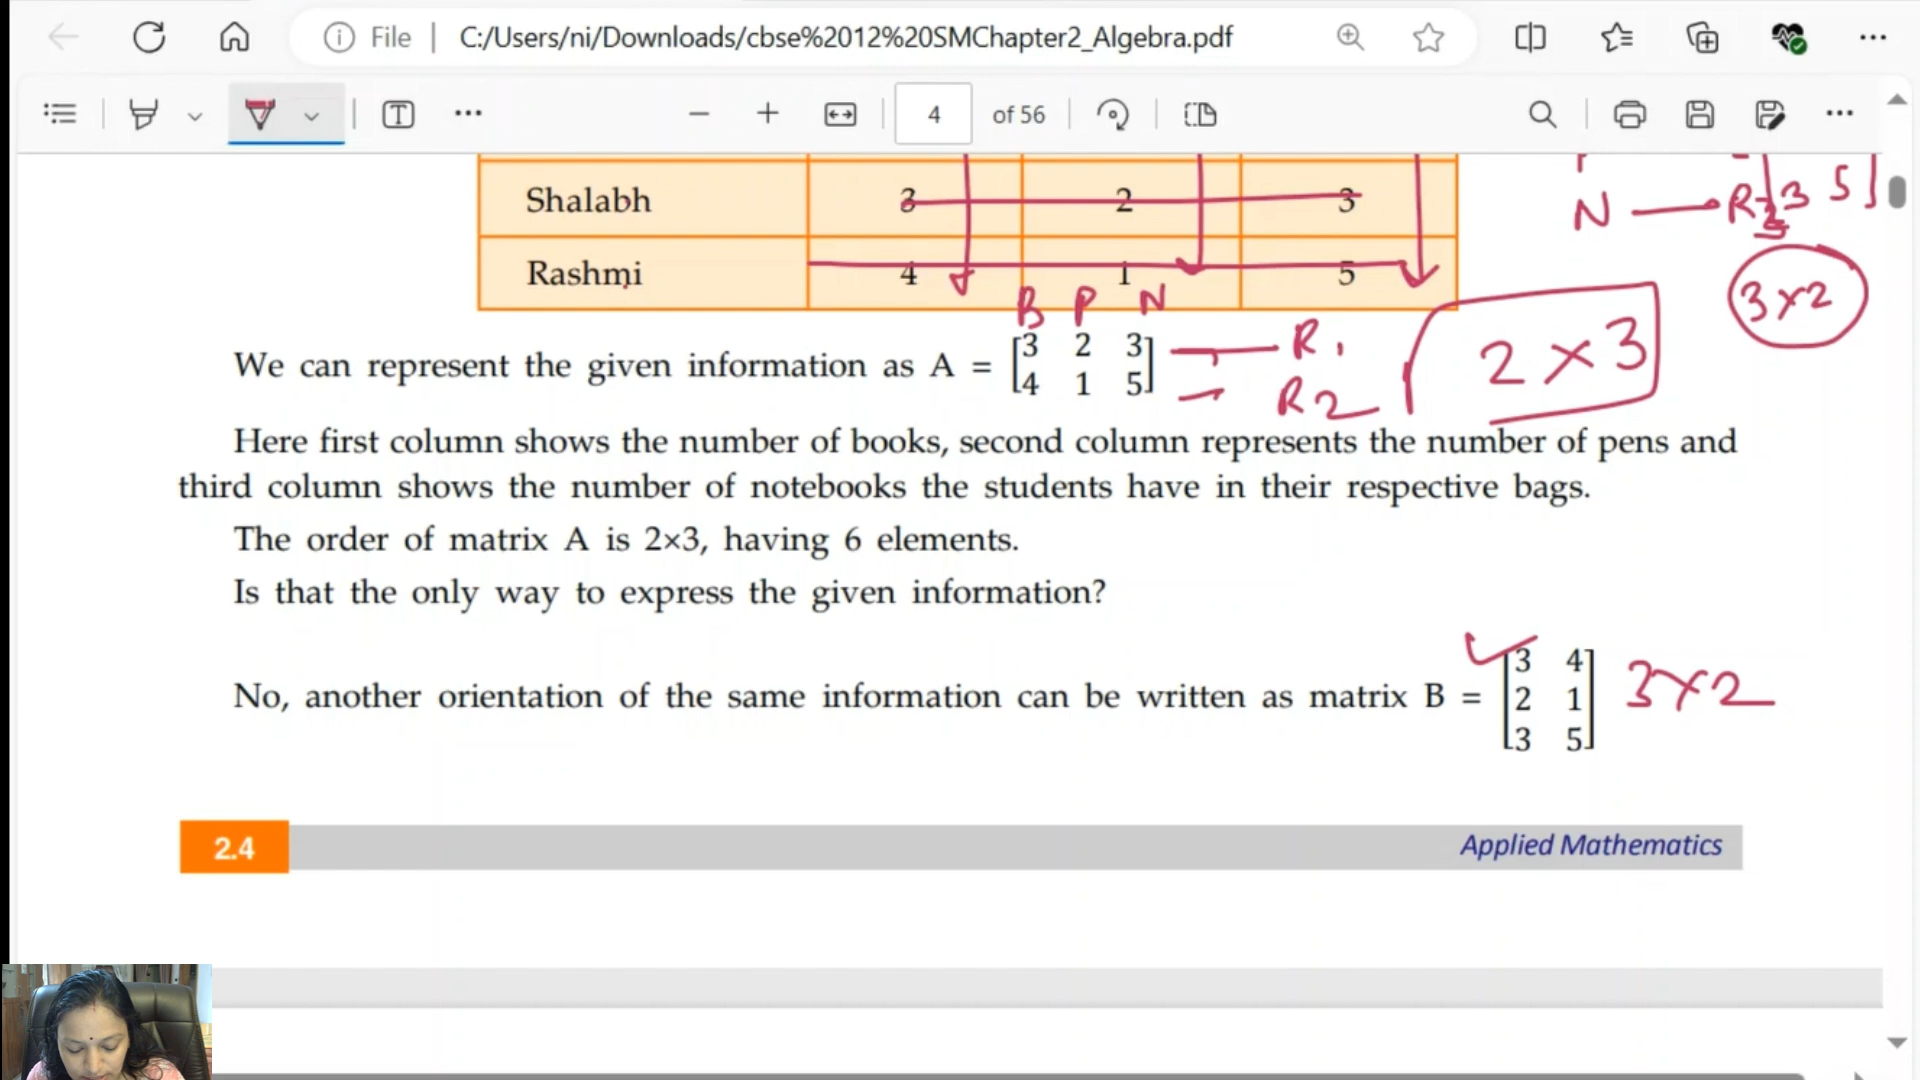 File | C:/Users/ni/Downloads/cbse%2012%20SMChapter2_Algebra.pdf
4 of 56
Shalabh 3 2 3
Rashmi 4 1 5
N R3 3 5
3×2
B P N
We can represent the given information as A = [3 2 3
4 1 5]
R1
R2
2×3
Here first column shows the number of books, second column represents the number of pens and
third column shows the number of notebooks the students have in their respective bags.
The order of matrix A is 2×3, having 6 elements.
Is that the only way to express the given information?
No, another orientation of the same information can be written as matrix B = [3 4
2 1
3 5]
3×2
2.4 Applied Mathematics